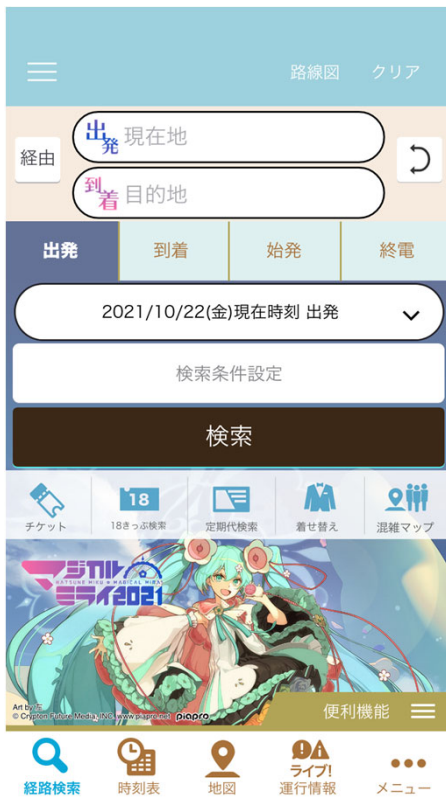 路線図 クリア
経由
出発 現在地
到着 目的地
出発 到着 始発 終電
2021/10/22(金)現在時刻 出発
検索条件設定
検索
18
チケット 18きっぷ検索 定期代検索 着せ替え 混雑マップ
マジカル
HATSUNE MIKU MAGICAL MIRAI
ミライ2021
Art by
© Crypton Future Media, INC. www.piapro.net piapro
便利機能
ライブ!
経路検索 時刻表 地図 運行情報 メニュー